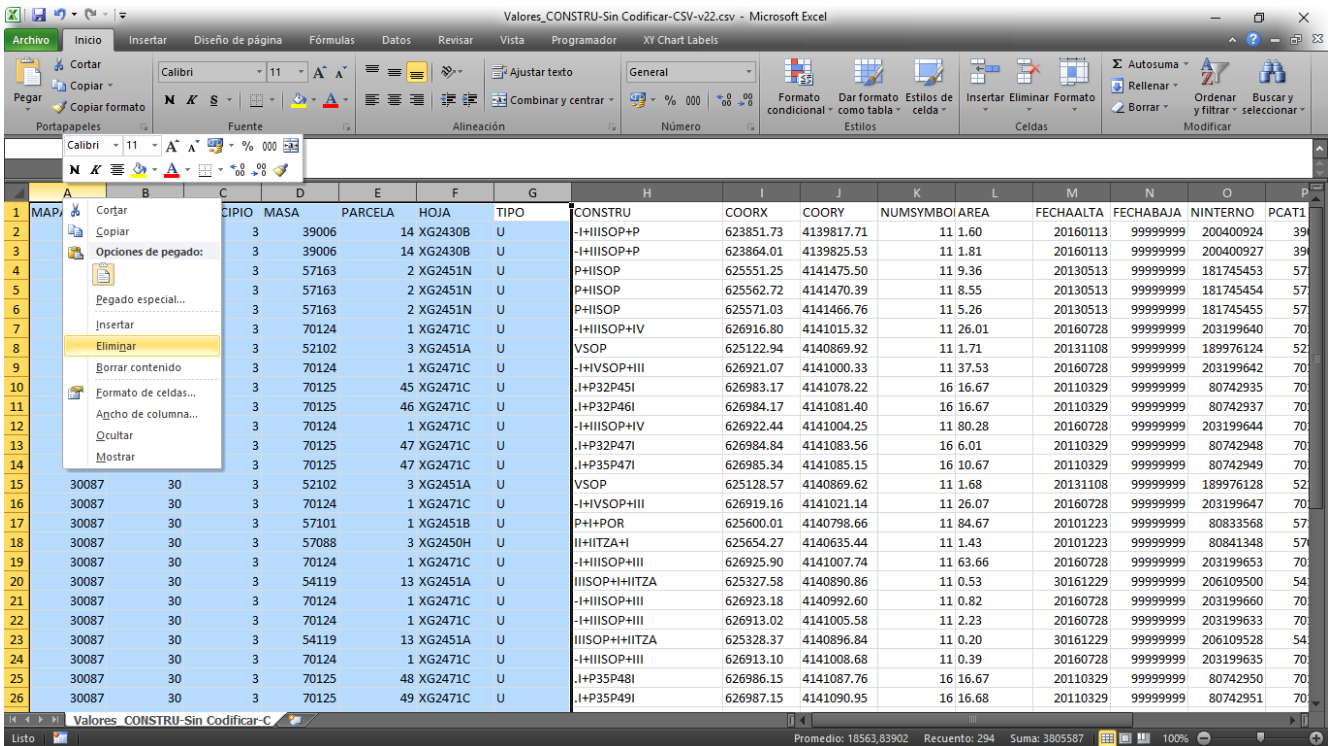 Valores_CONSTRU-Sin Codificar-CSV-v22.csv - Microsoft Excel
Archivo Inicio Insertar Diseño de página Fórmulas Datos Revisar Vista Programador XY Chart Labels
Pegar Cortar Copiar Copiar formato Portapapeles
Calibri 11 N K S Fuente
Ajustar texto Combinar y centrar Alineación
General % 000 Número
Formato condicional Dar formato como tabla Estilos de celda Estilos
Insertar Eliminar Formato Celdas
Σ Autosuma Rellenar Borrar Ordenar y filtrar Buscar y seleccionar Modificar
Calibri 11 A A % 000
N K A
A B C D E F G H I J K L M N O P
Cortar
Copiar
Opciones de pegado:
Pegado especial...
Insertar
Eliminar
Borrar contenido
Formato de celdas...
Ancho de columna...
Ocultar
Mostrar
1 MAPA CIPIO MASA PARCELA HOJA TIPO CONSTRU COORX COORY NUMSYMBOL AREA FECHAALTA FECHABAJA NINTERNO PCAT1
2 3 39006 14 XG2430B U -I+IIISOP+P 623851.73 4139817.71 11 1.60 20160113 99999999 200400924 390
3 3 39006 14 XG2430B U -I+IIISOP+P 623864.01 4139825.53 11 1.81 20160113 99999999 200400927 390
4 3 57163 2 XG2451N U P+IISOP 625551.25 4141475.50 11 9.36 20130513 99999999 181745453 57
5 3 57163 2 XG2451N U P+IISOP 625562.72 4141470.39 11 8.55 20130513 99999999 181745454 57
6 3 57163 2 XG2451N U P+IISOP 625571.03 4141466.76 11 5.26 20130513 99999999 181745455 57
7 3 70124 1 XG2471C U -I+IIISOP+IV 626916.80 4141015.32 11 26.01 20160728 99999999 203199640 70
8 3 52102 3 XG2451A U VSOP 625122.94 4140869.92 11 1.71 20131108 99999999 189976124 52
9 3 70124 1 XG2471C U -I+IVSOP+III 626921.07 4141000.33 11 37.53 20160728 99999999 203199642 70
10 3 70125 45 XG2471C U .I+P32P45I 626983.17 4141078.22 16 16.67 20110329 99999999 80742935 70
11 3 70125 46 XG2471C U .I+P32P46I 626984.17 4141081.40 16 16.67 20110329 99999999 80742937 70
12 3 70124 1 XG2471C U -I+IIISOP+IV 626922.44 4141004.25 11 80.28 20160728 99999999 203199644 70
13 3 70125 47 XG2471C U .I+P32P47I 626984.84 4141083.56 16 6.01 20110329 99999999 80742948 70
14 3 70125 47 XG2471C U .I+P35P47I 626985.34 4141085.15 16 10.67 20110329 99999999 80742949 70
15 30087 30 3 52102 3 XG2451A U VSOP 625128.57 4140869.62 11 1.68 20131108 99999999 189976128 52
16 30087 30 3 70124 1 XG2471C U -I+IVSOP+III 626919.16 4141021.14 11 26.07 20160728 99999999 203199647 70
17 30087 30 3 57101 1 XG2451B U P+I+POR 625600.01 4140798.66 11 84.67 20101223 99999999 80833568 57
18 30087 30 3 57088 3 XG2450H U II+IITZA+I 625654.27 4140635.44 11 1.43 20101223 99999999 80841348 570
19 30087 30 3 70124 1 XG2471C U -I+IIISOP+III 626925.90 4141007.74 11 63.66 20160728 99999999 203199653 70
20 30087 30 3 54119 13 XG2451A U IIISOP+I+IITZA 625327.58 4140890.86 11 0.53 30161229 99999999 206109500 54
21 30087 30 3 70124 1 XG2471C U -I+IIISOP+III 626923.18 4140992.60 11 0.82 20160728 99999999 203199660 70
22 30087 30 3 70124 1 XG2471C U -I+IIISOP+III 626913.02 4141005.58 11 2.23 20160728 99999999 203199633 70
23 30087 30 3 54119 13 XG2451A U IIISOP+I+IITZA 625328.37 4140896.84 11 0.20 30161229 99999999 206109528 54
24 30087 30 3 70124 1 XG2471C U -I+IIISOP+III 626913.10 4141008.68 11 0.39 20160728 99999999 203199635 70
25 30087 30 3 70125 48 XG2471C U .I+P35P48I 626986.15 4141087.76 16 16.67 20110329 99999999 80742950 70
26 30087 30 3 70125 49 XG2471C U .I+P35P49I 626987.15 4141090.95 16 16.68 20110329 99999999 80742951 70
Valores_CONSTRU-Sin Codificar-C
Listo Promedio: 18563,83902 Recuento: 294 Suma: 3805587 100%